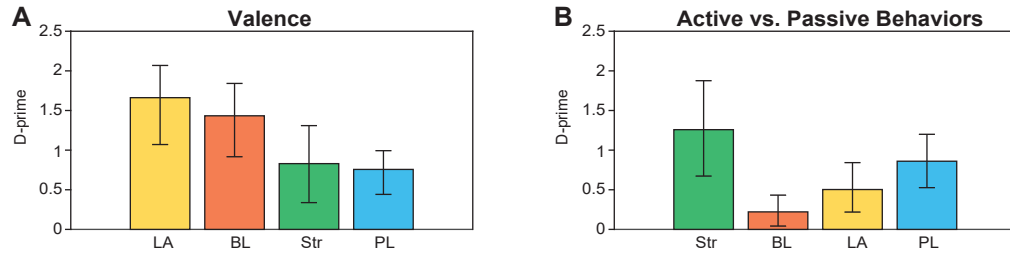 A Valence
2.5
2
1.5
1
0.5
0
D-prime
LA BL Str PL
B Active vs. Passive Behaviors
2.5
2
1.5
1
0.5
0
D-prime
Str BL LA PL